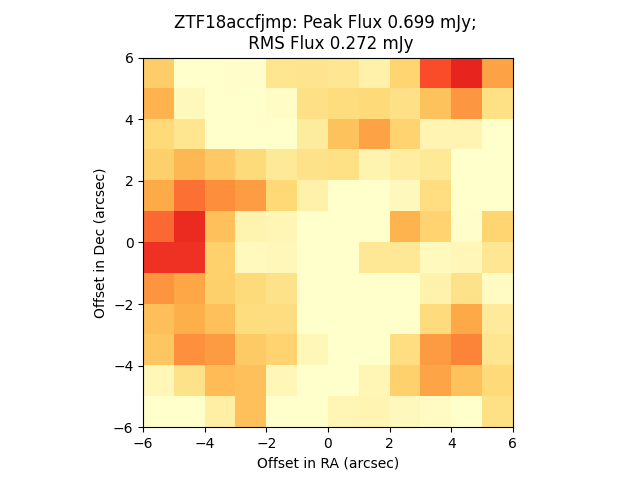 ZTF18accfjmp: Peak Flux 0.699 mJy;
RMS Flux 0.272 mJy
6
4
2
0
−2
−4
−6
Offset in Dec (arcsec)
−6 −4 −2 0 2 4 6
Offset in RA (arcsec)